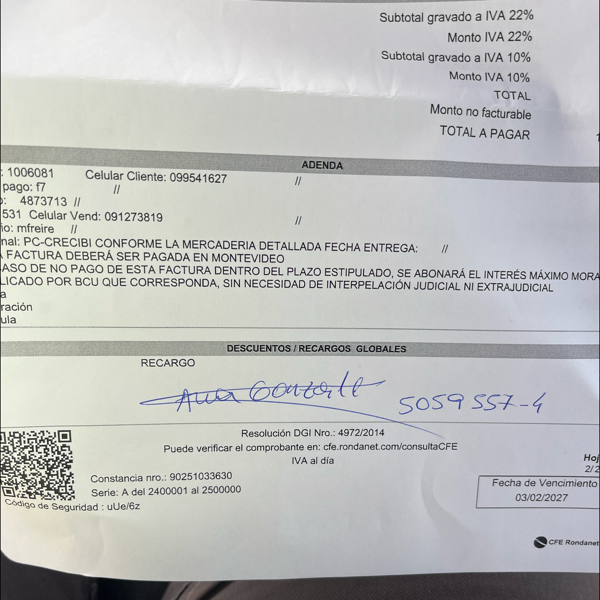 Subtotal gravado a IVA 22%
Monto IVA 22%
Subtotal gravado a IVA 10%
Monto IVA 10%
TOTAL
Monto no facturable
TOTAL A PAGAR
ADENDA
: 1006081 Celular Cliente: 099541627 //
pago: f7 //
: 4873713 //
531 Celular Vend: 091273819 //
io: mfreire //
nal: PC-CRECIBI CONFORME LA MERCADERIA DETALLADA FECHA ENTREGA: //
A FACTURA DEBERÁ SER PAGADA EN MONTEVIDEO
CASO DE NO PAGO DE ESTA FACTURA DENTRO DEL PLAZO ESTIPULADO, SE ABONARÁ EL INTERÉS MÁXIMO MORA
LICADO POR BCU QUE CORRESPONDA, SIN NECESIDAD DE INTERPELACIÓN JUDICIAL NI EXTRAJUDICIAL
a
ración
ula
DESCUENTOS / RECARGOS GLOBALES
RECARGO
Ana 5059557-4
Resolución DGI Nro.: 4972/2014
Puede verificar el comprobante en: cfe.rondanet.com/consultaCFE
IVA al día
Constancia nro.: 90251033630
Serie: A del 2400001 al 2500000
Código de Seguridad : uUe/6z
Hoj
2/2
Fecha de Vencimiento
03/02/2027
CFE Rondanet